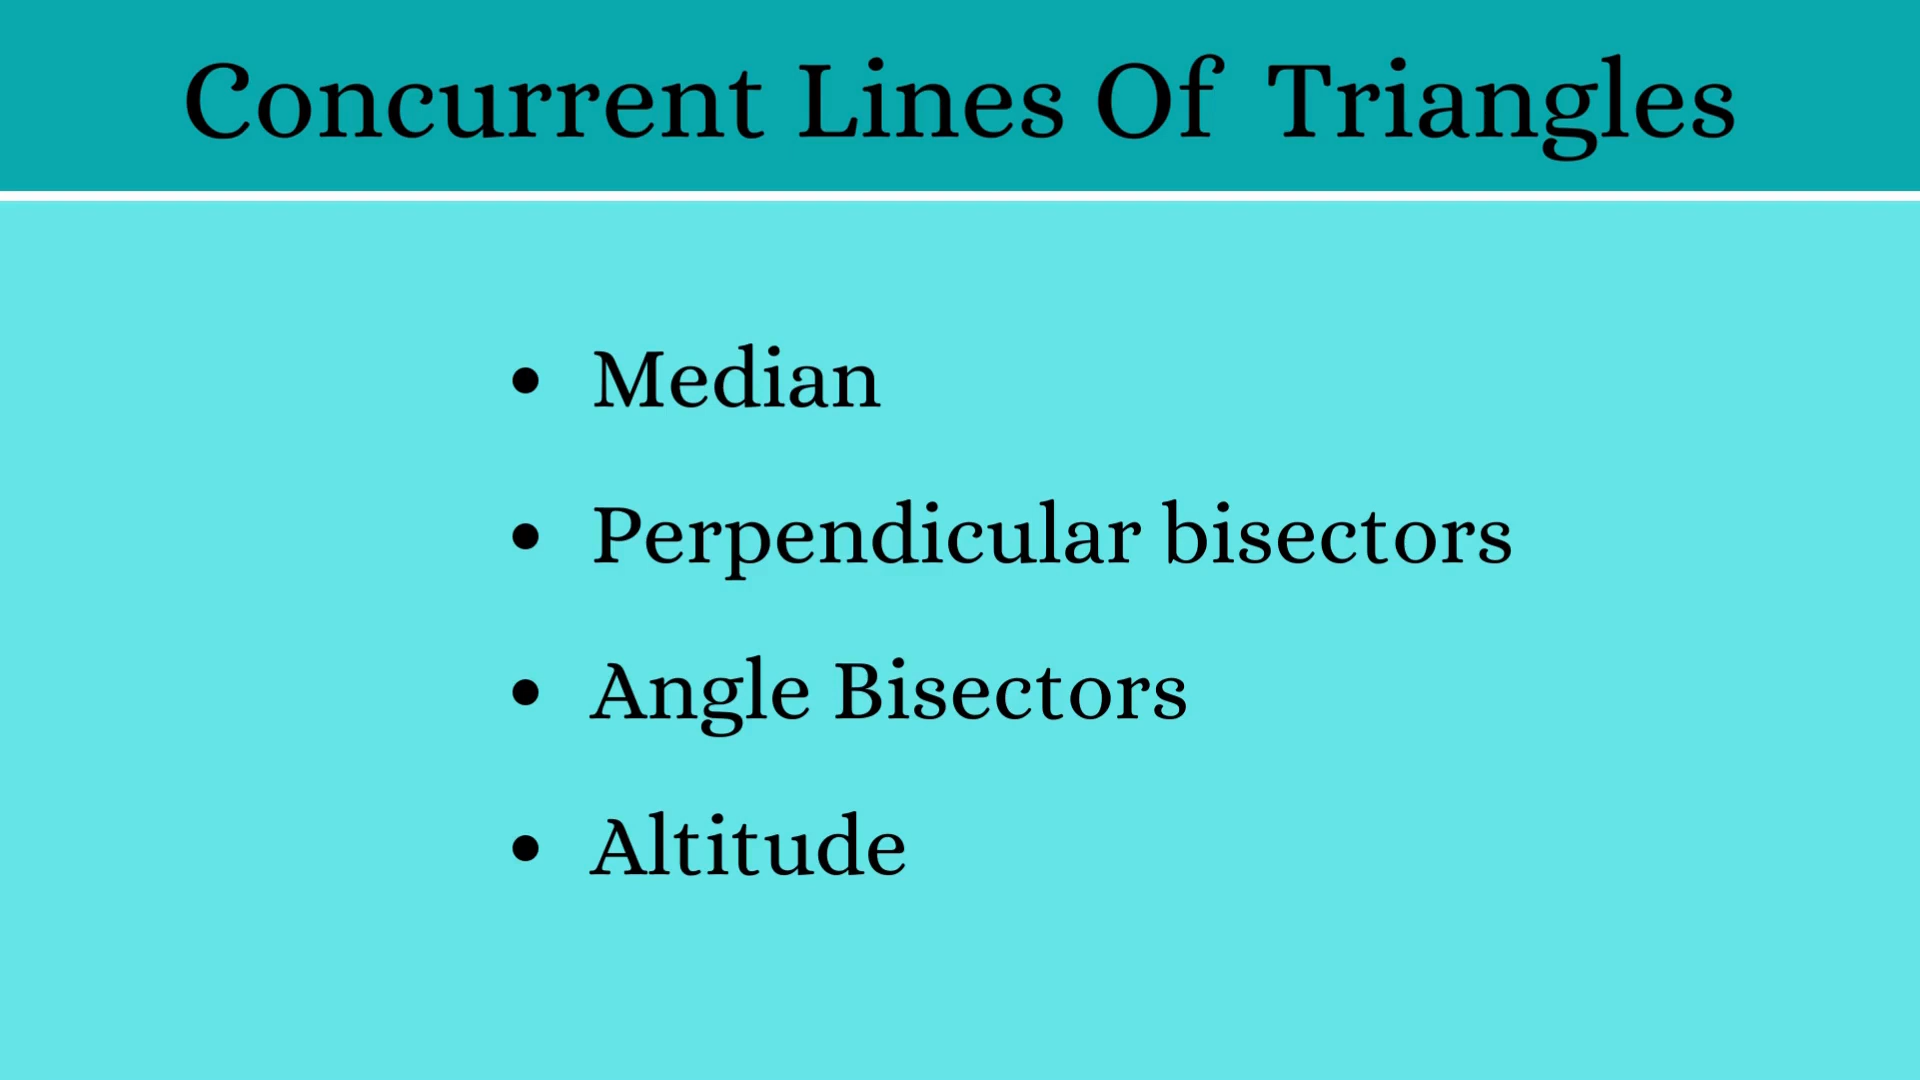 Concurrent Lines Of Triangles
• Median
• Perpendicular bisectors
• Angle Bisectors
• Altitude